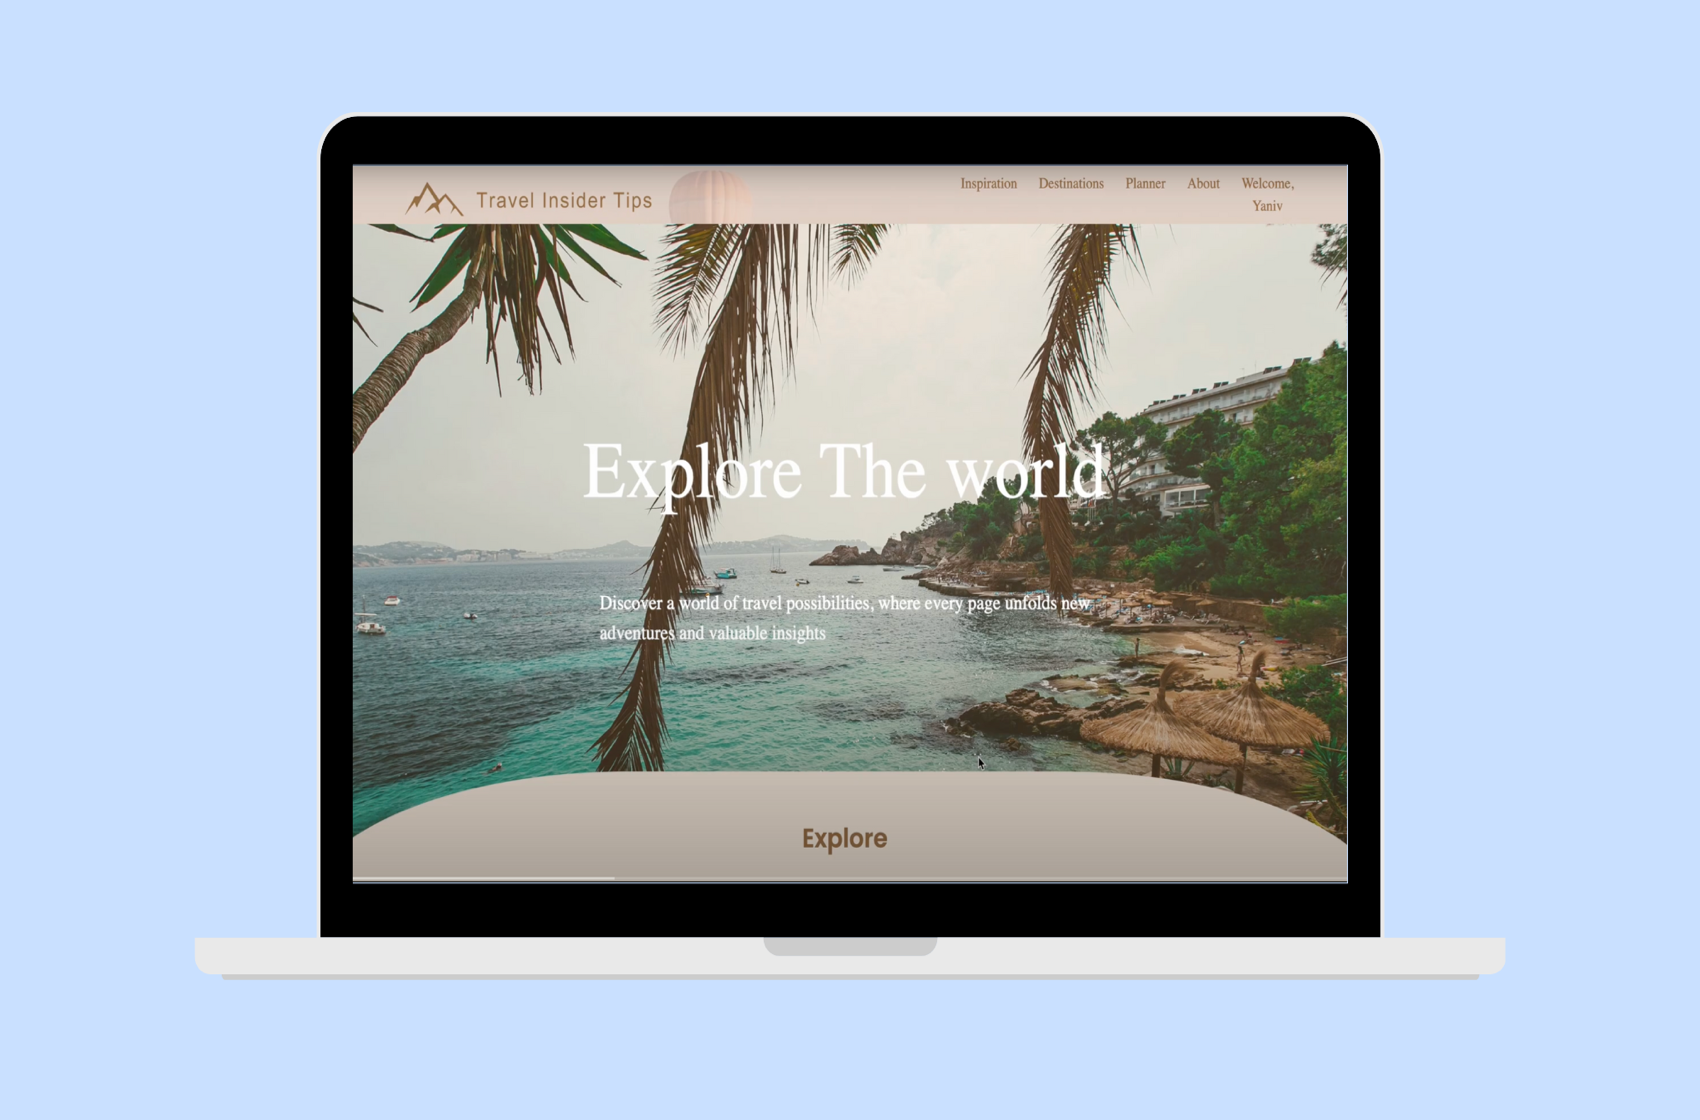 Travel Insider Tips
Inspiration Destinations Planner About Welcome,
Yaniv
Explore The world
Discover a world of travel possibilities, where every page unfolds new
adventures and valuable insights
Explore